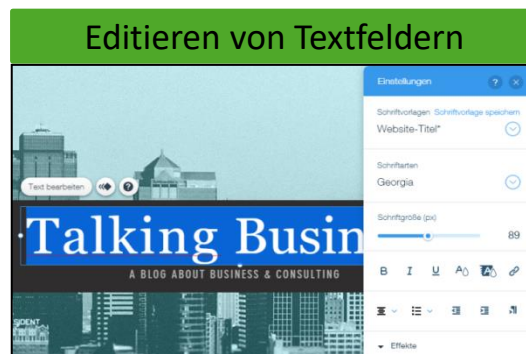 Editieren von Textfeldern
Einstellungen
?
Schriftvorlagen Schriftvorlage speichern
Website-Titel*
Schriftarten
Georgia
Text bearbeiten
?
Schriftgröße (px)
89
Talking Busin
A BLOG ABOUT BUSINESS & CONSULTING
B I U A A
SIDENT
Effekte